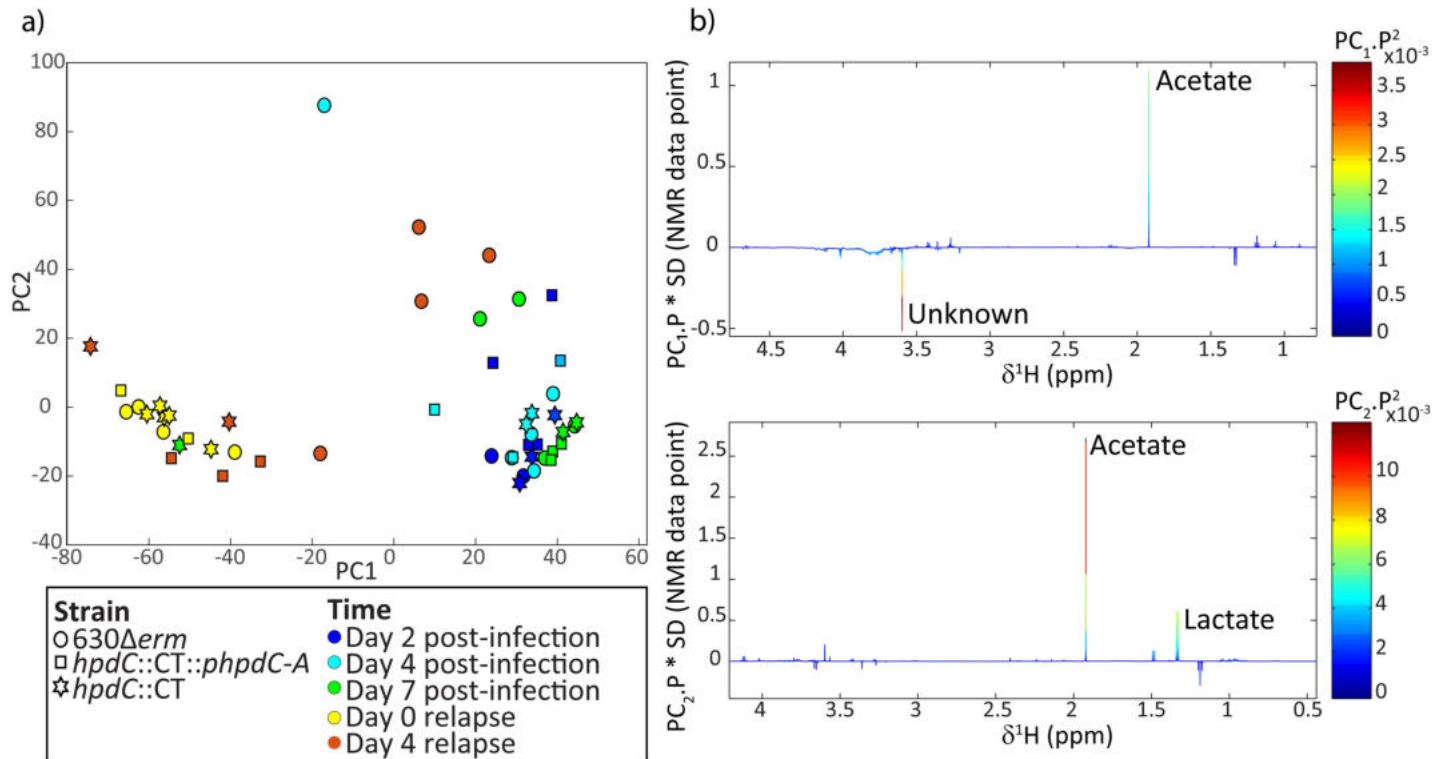 a)
100
80
60
40
20
0
-20
-40
PC2
-80 -60 -40 -20 0 20 40 60
PC1
Strain
630Δerm
hpdC::CT::phpdC-A
hpdC::CT
Time
Day 2 post-infection
Day 4 post-infection
Day 7 post-infection
Day 0 relapse
Day 4 relapse
b)
PC₁.P * SD (NMR data point)
1
0.5
0
-0.5
Acetate
Unknown
4.5 4 3.5 3 2.5 2 1.5 1
δ¹H (ppm)
PC₁.P²
x10⁻³
3.5
3
2.5
2
1.5
1
0.5
0
PC₂.P * SD (NMR data point)
2.5
2
1.5
1
0.5
0
Acetate
Lactate
4 3.5 3 2.5 2 1.5 1 0.5
δ¹H (ppm)
PC₂.P²
x10⁻³
10
8
6
4
2
0